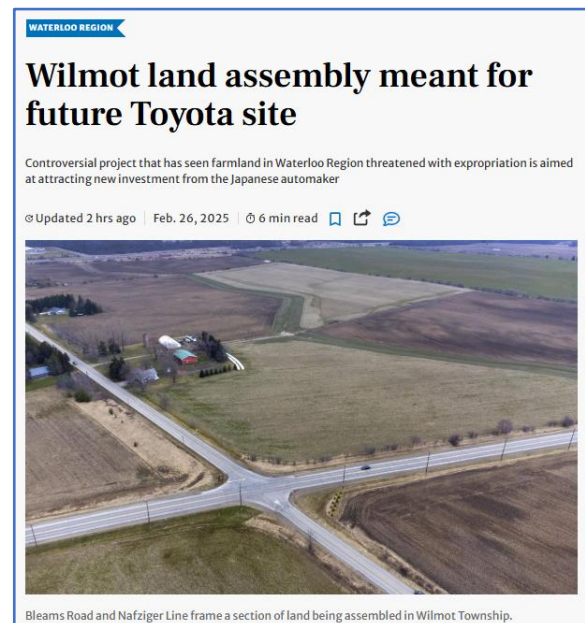 WATERLOO REGION
Wilmot land assembly meant for
future Toyota site
Controversial project that has seen farmland in Waterloo Region threatened with expropriation is aimed
at attracting new investment from the Japanese automaker
Updated 2 hrs ago Feb. 26, 2025 6 min read
Bleams Road and Nafziger Line frame a section of land being assembled in Wilmot Township.